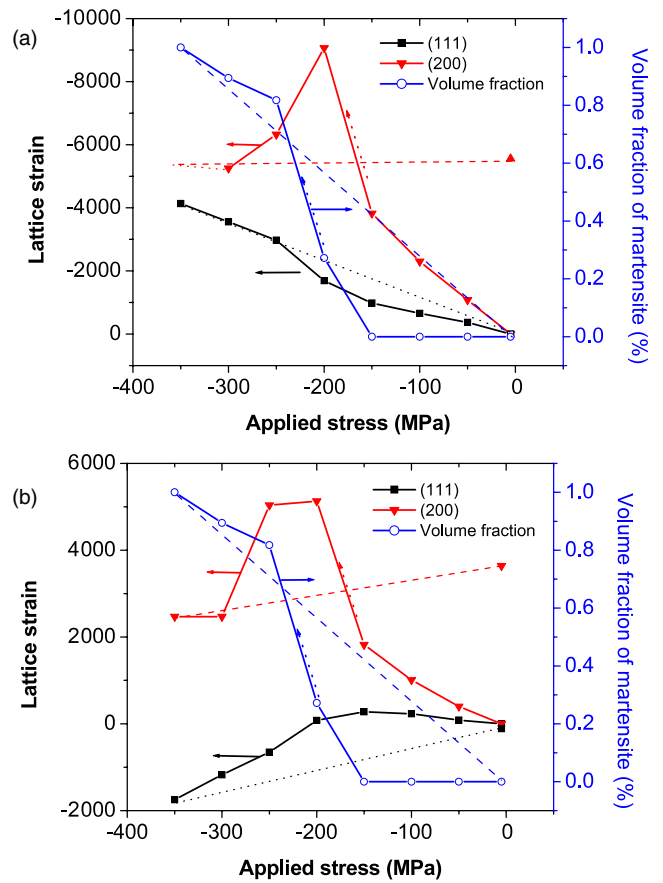 (a)
-10000
-8000
-6000
-4000
-2000
0
Lattice strain
(111)
(200)
Volume fraction
1.0
0.8
0.6
0.4
0.2
0.0
Volume fraction of martensite (%)
-400 -300 -200 -100 0
Applied stress (MPa)
(b)
6000
4000
2000
0
-2000
Lattice strain
(111)
(200)
Volume fraction
1.0
0.8
0.6
0.4
0.2
0.0
Volume fraction of martensite (%)
-400 -300 -200 -100 0
Applied stress (MPa)